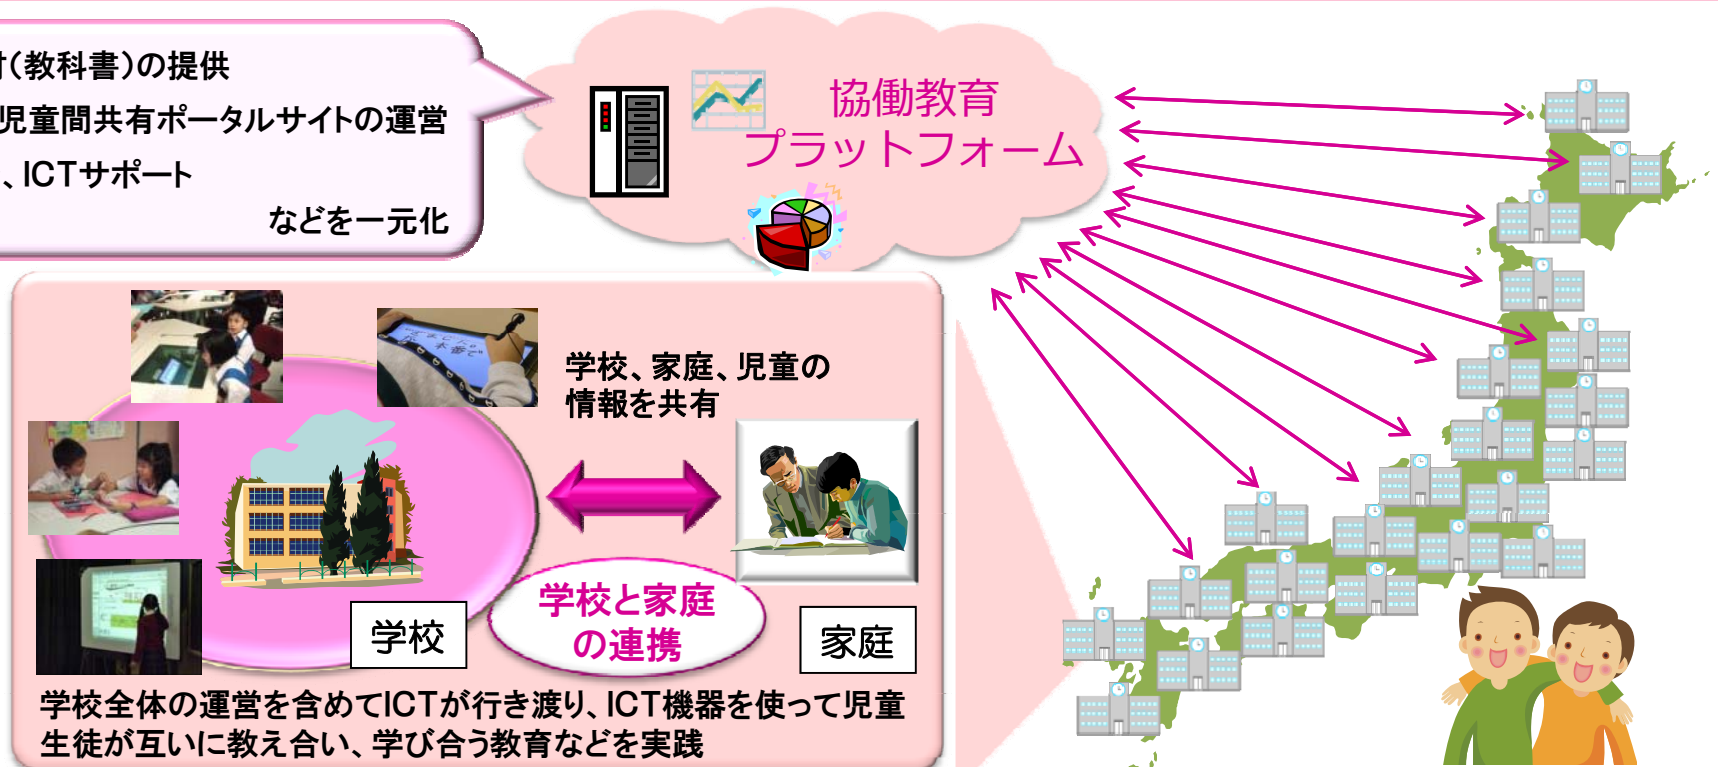 (教科書)の提供
児童間共有ポータルサイトの運営
、ICTサポート
などを一元化
協働教育
プラットフォーム
学校、家庭、児童の
情報を共有
学校と家庭
の連携
学校
家庭
学校全体の運営を含めてICTが行き渡り、ICT機器を使って児童
生徒が互いに教え合い、学び合う教育などを実践